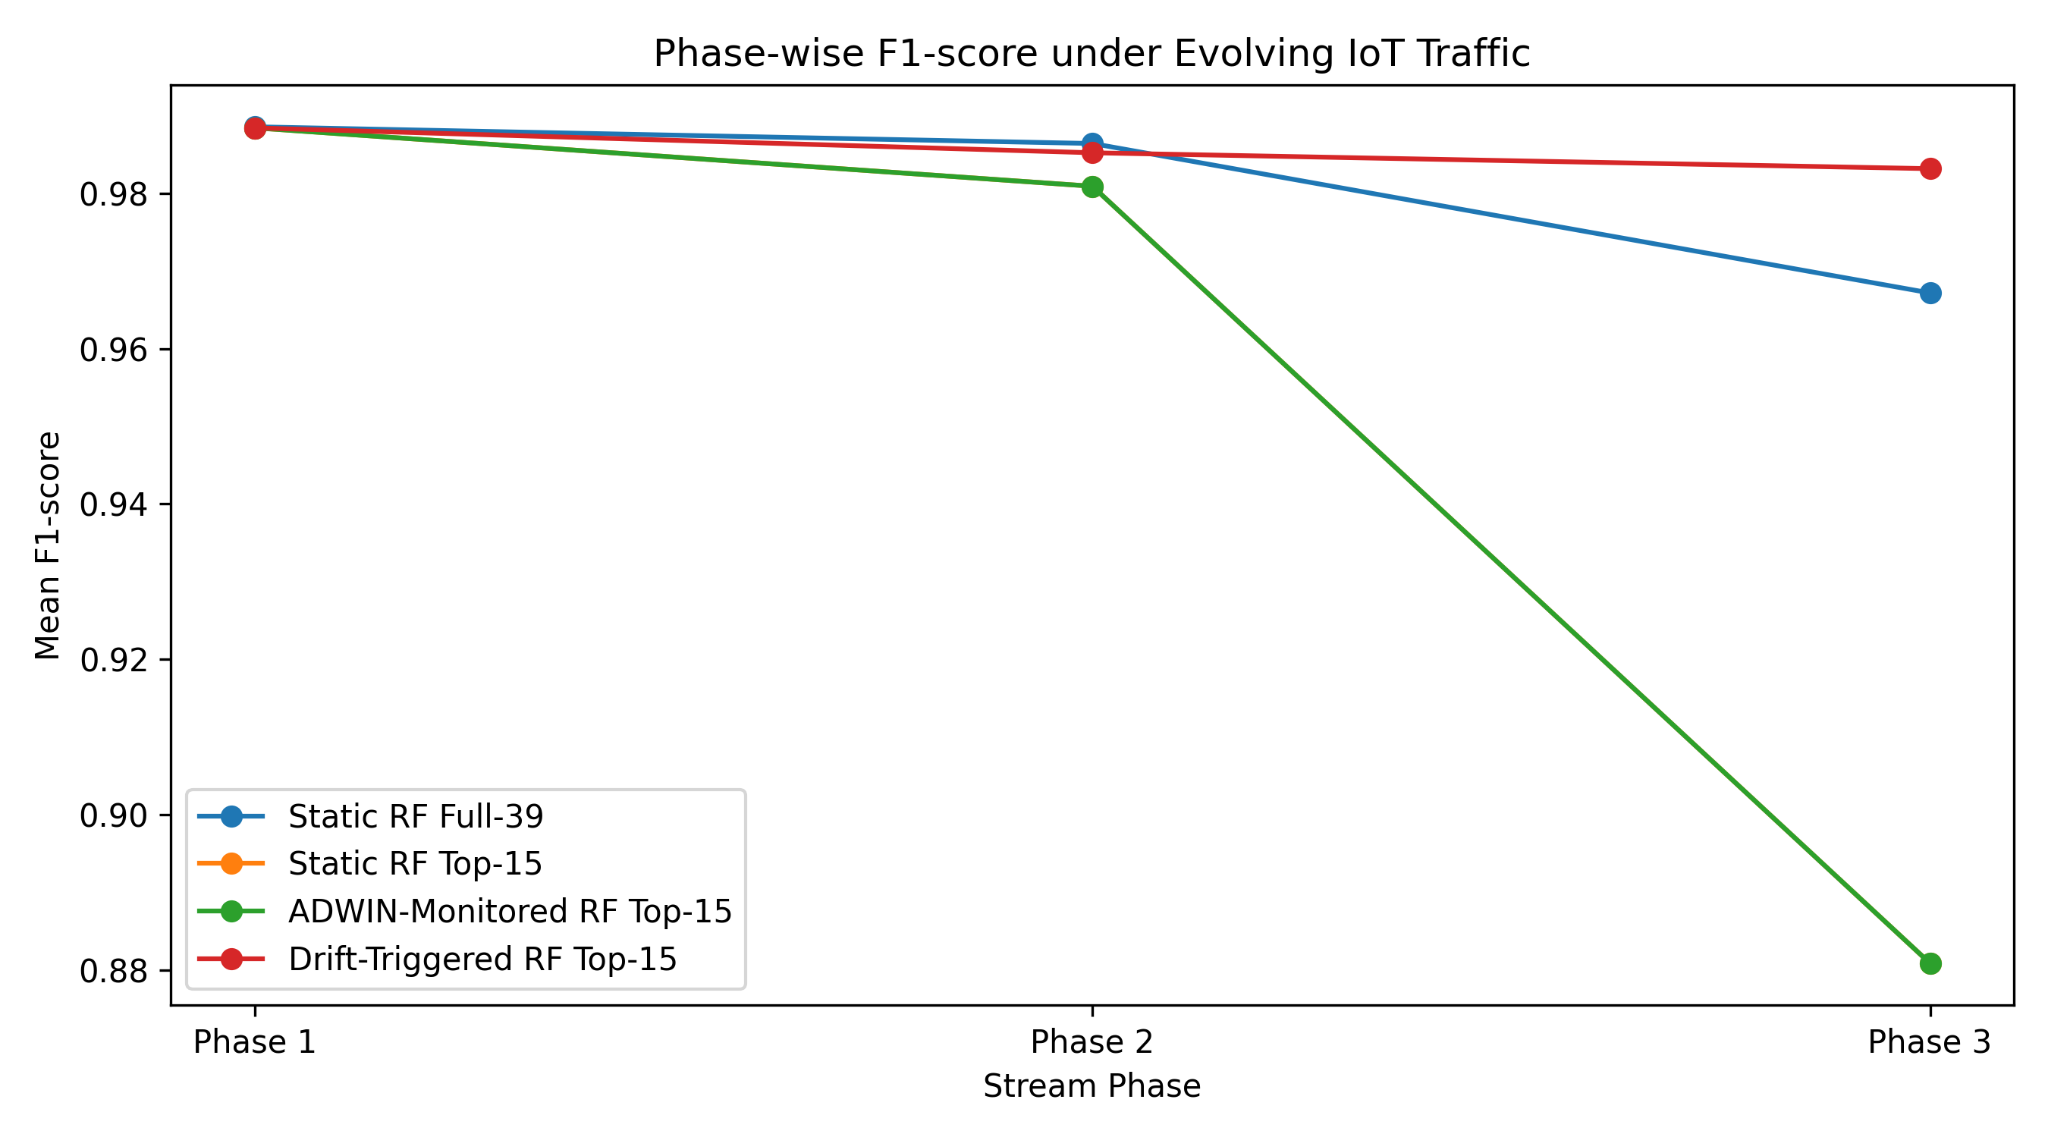 Phase-wise F1-score under Evolving IoT Traffic
Mean F1-score
0.98
0.96
0.94
0.92
0.90
0.88
Static RF Full-39
Static RF Top-15
ADWIN-Monitored RF Top-15
Drift-Triggered RF Top-15
Phase 1
Phase 2
Phase 3
Stream Phase